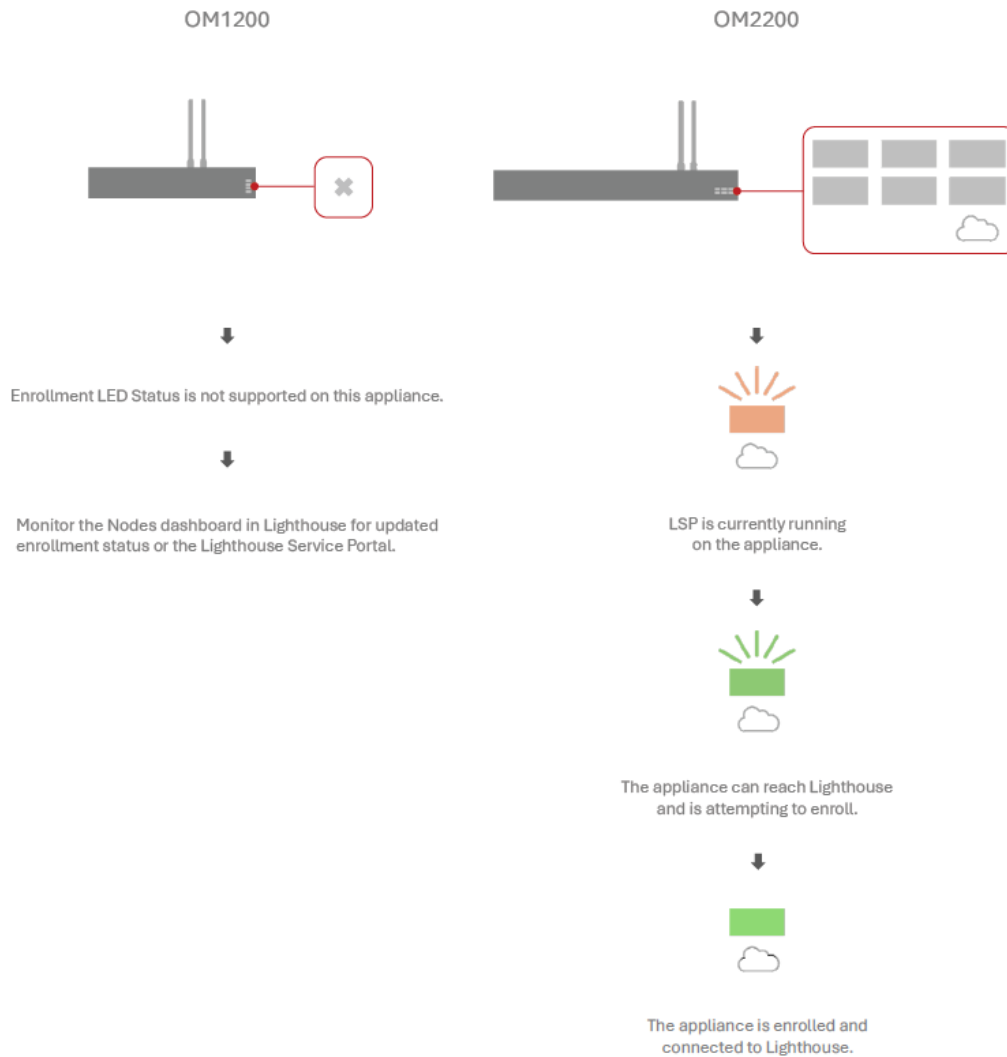 OM1200
Enrollment LED Status is not supported on this appliance.
Monitor the Nodes dashboard in Lighthouse for updated
enrollment status or the Lighthouse Service Portal.
OM2200
LSP is currently running
on the appliance.
The appliance can reach Lighthouse
and is attempting to enroll.
The appliance is enrolled and
connected to Lighthouse.